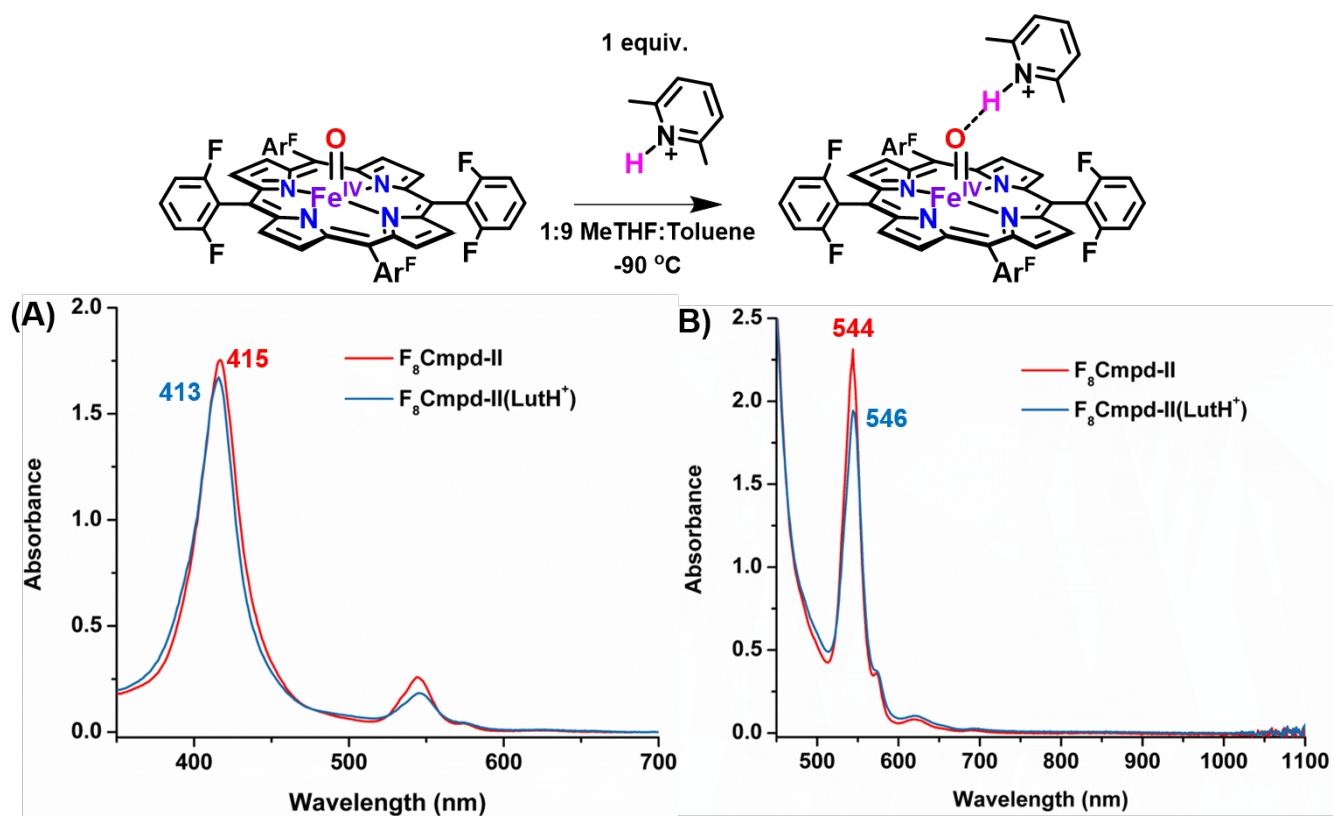 1 equiv.
N
+
H
1:9 MeTHF:Toluene
-90 °C
O
Ar^F
F
F
N
N
Fe^IV
N
N
F
F
Ar^F
N
+
H
O
Ar^F
F
F
N
N
Fe^IV
N
N
F
F
Ar^F
(A)
2.0
1.5
1.0
0.5
0.0
Absorbance
415
413
F₈Cmpd-II
F₈Cmpd-II(LutH⁺)
400
500
600
700
Wavelength (nm)
B)
2.5
2.0
1.5
1.0
0.5
0.0
Absorbance
544
546
F₈Cmpd-II
F₈Cmpd-II(LutH⁺)
500
600
700
800
900
1000
1100
Wavelength (nm)